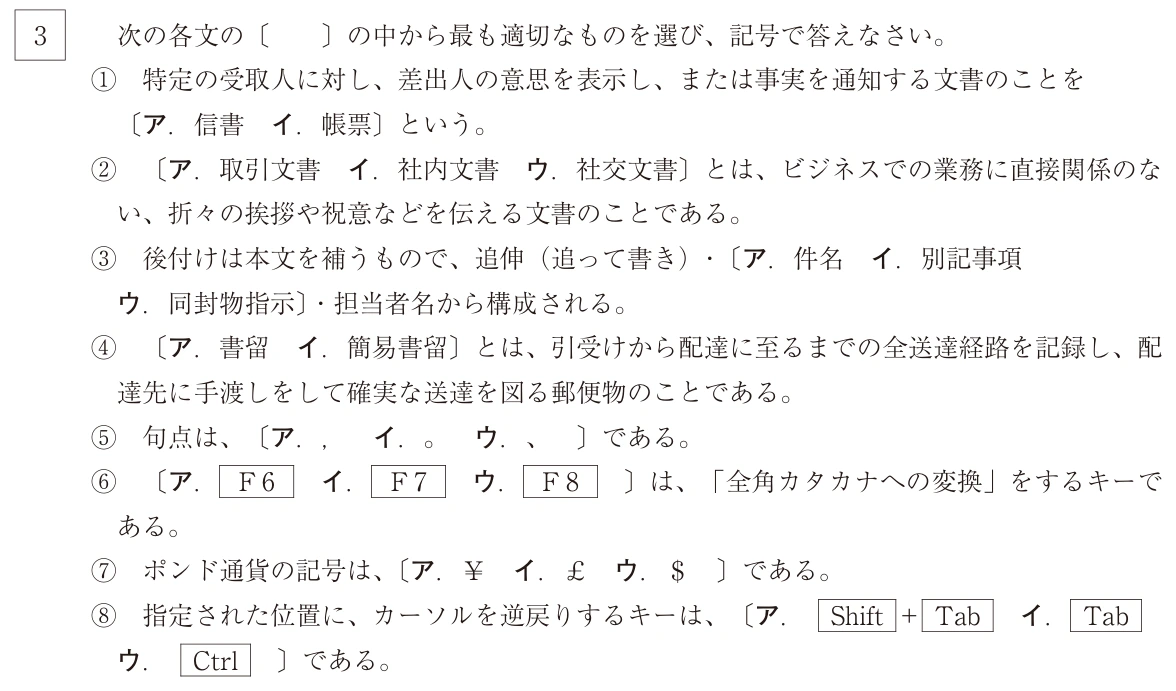 3　次の各文の〔　　〕の中から最も適切なものを選び、記号で答えなさい。
①　特定の受取人に対し、差出人の意思を表示し、または事実を通知する文書のことを
〔ア．信書　イ．帳票〕という。
②　〔ア．取引文書　イ．社内文書　ウ．社交文書〕とは、ビジネスでの業務に直接関係のな
い、折々の挨拶や祝意などを伝える文書のことである。
③　後付けは本文を補うもので、追伸（追って書き）・〔ア．件名　イ．別記事項
ウ．同封物指示〕・担当者名から構成される。
④　〔ア．書留　イ．簡易書留〕とは、引受けから配達に至るまでの全送達経路を記録し、配
達先に手渡しをして確実な送達を図る郵便物のことである。
⑤　句点は、〔ア．，　イ．。　ウ．、　〕である。
⑥　〔ア．F6　イ．F7　ウ．F8　〕は、「全角カタカナへの変換」をするキーで
ある。
⑦　ポンド通貨の記号は、〔ア．￥　イ．￡　ウ．＄　〕である。
⑧　指定された位置に、カーソルを逆戻りするキーは、〔ア．　Shift＋Tab　イ．Tab
ウ．　Ctrl　〕である。